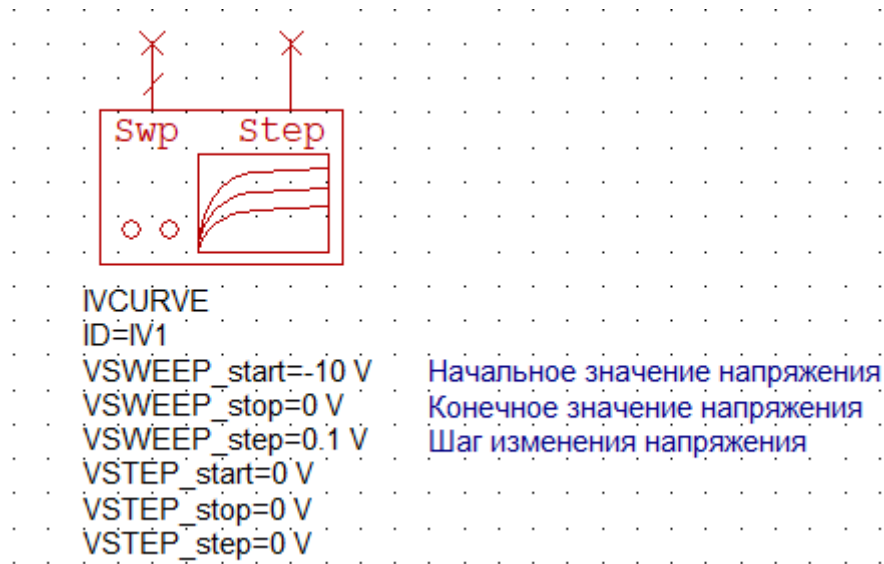 Swp Step
IVCURVE
ID=IV1
VSWEEP_start=-10 V Начальное значение напряжения
VSWEEP_stop=0 V Конечное значение напряжения
VSWEEP_step=0.1 V Шаг изменения напряжения
VSTEP_start=0 V
VSTEP_stop=0 V
VSTEP_step=0 V